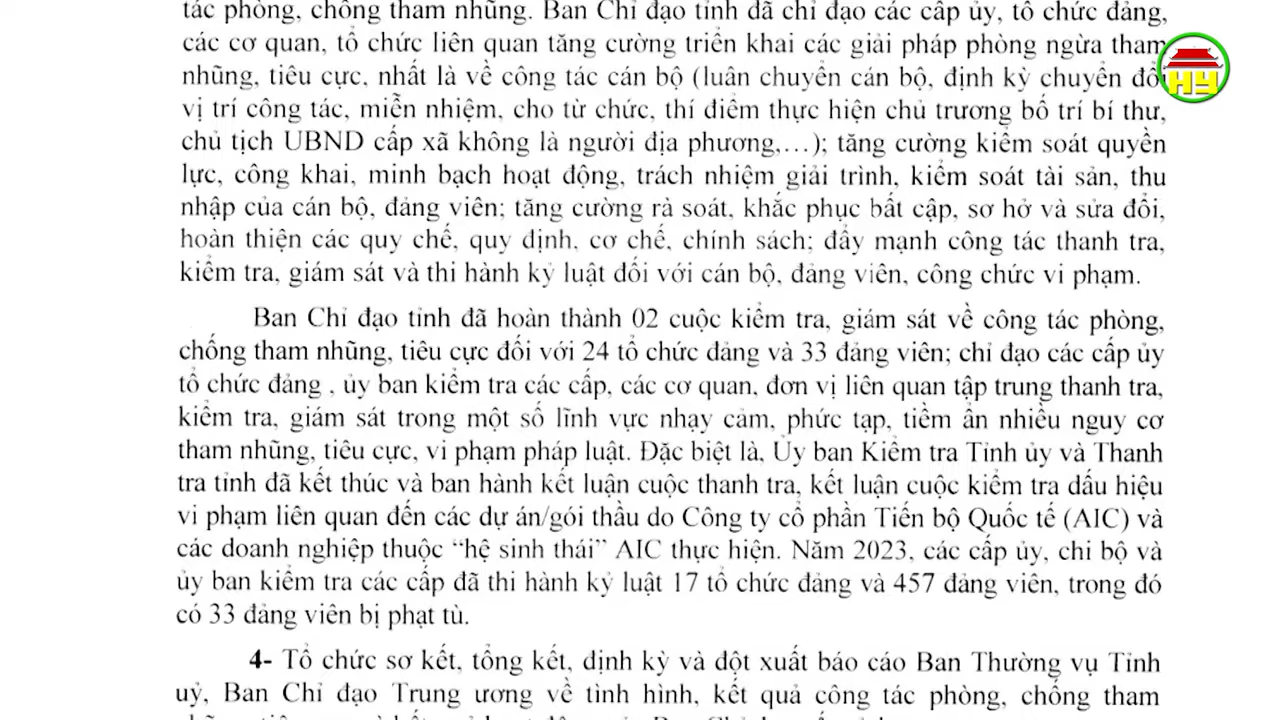 tác phòng, chống tham nhũng. Ban Chỉ đạo tỉnh đã chỉ đạo các cấp ủy, tổ chức đảng,
các cơ quan, tổ chức liên quan tăng cường triển khai các giải pháp phòng ngừa tham
nhũng, tiêu cực, nhất là về công tác cán bộ (luân chuyển cán bộ, định kỳ chuyển đổi
vị trí công tác, miễn nhiệm, cho từ chức, thí điểm thực hiện chủ trương bố trí bí thư,
chủ tịch UBND cấp xã không là người địa phương,…); tăng cường kiểm soát quyền
lực, công khai, minh bạch hoạt động, trách nhiệm giải trình, kiểm soát tài sản, thu
nhập của cán bộ, đảng viên; tăng cường rà soát, khắc phục bất cập, sơ hở và sửa đổi,
hoàn thiện các quy chế, quy định, cơ chế, chính sách; đẩy mạnh công tác thanh tra,
kiểm tra, giám sát và thi hành kỷ luật đối với cán bộ, đảng viên, công chức vi phạm.
Ban Chỉ đạo tỉnh đã hoàn thành 02 cuộc kiểm tra, giám sát về công tác phòng,
chống tham nhũng, tiêu cực đối với 24 tổ chức đảng và 33 đảng viên; chỉ đạo các cấp ủy
tổ chức đảng , ủy ban kiểm tra các cấp, các cơ quan, đơn vị liên quan tập trung thanh tra,
kiểm tra, giám sát trong một số lĩnh vực nhạy cảm, phức tạp, tiềm ẩn nhiều nguy cơ
tham nhũng, tiêu cực, vi phạm pháp luật. Đặc biệt là, Ủy ban Kiểm tra Tỉnh ủy và Thanh
tra tỉnh đã kết thúc và ban hành kết luận cuộc thanh tra, kết luận cuộc kiểm tra dấu hiệu
vi phạm liên quan đến các dự án/gói thầu do Công ty cổ phần Tiến bộ Quốc tế (AIC) và
các doanh nghiệp thuộc “hệ sinh thái” AIC thực hiện. Năm 2023, các cấp ủy, chi bộ và
ủy ban kiểm tra các cấp đã thi hành kỷ luật 17 tổ chức đảng và 457 đảng viên, trong đó
có 33 đảng viên bị phạt tù.
4- Tổ chức sơ kết, tổng kết, định kỳ và đột xuất báo cáo Ban Thường vụ Tỉnh
uỷ, Ban Chỉ đạo Trung ương về tình hình, kết quả công tác phòng, chống tham
HY